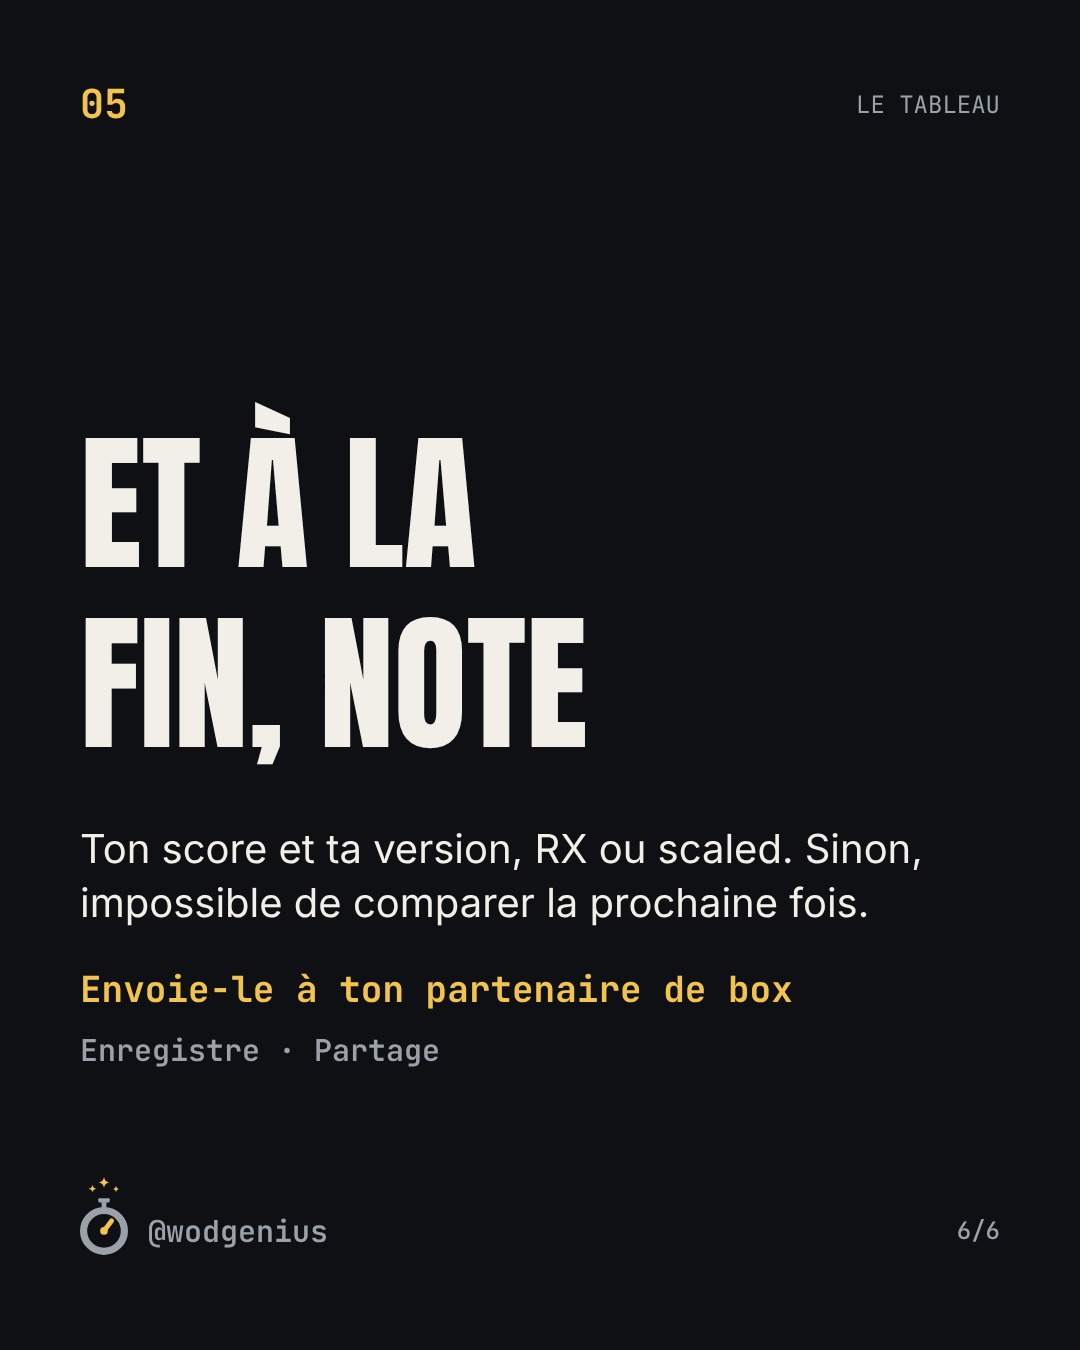 05
LE TABLEAU
ET À LA
FIN, NOTE
Ton score et ta version, RX ou scaled. Sinon,
impossible de comparer la prochaine fois.
Envoie-le à ton partenaire de box
Enregistre · Partage
@wodgenius
6/6